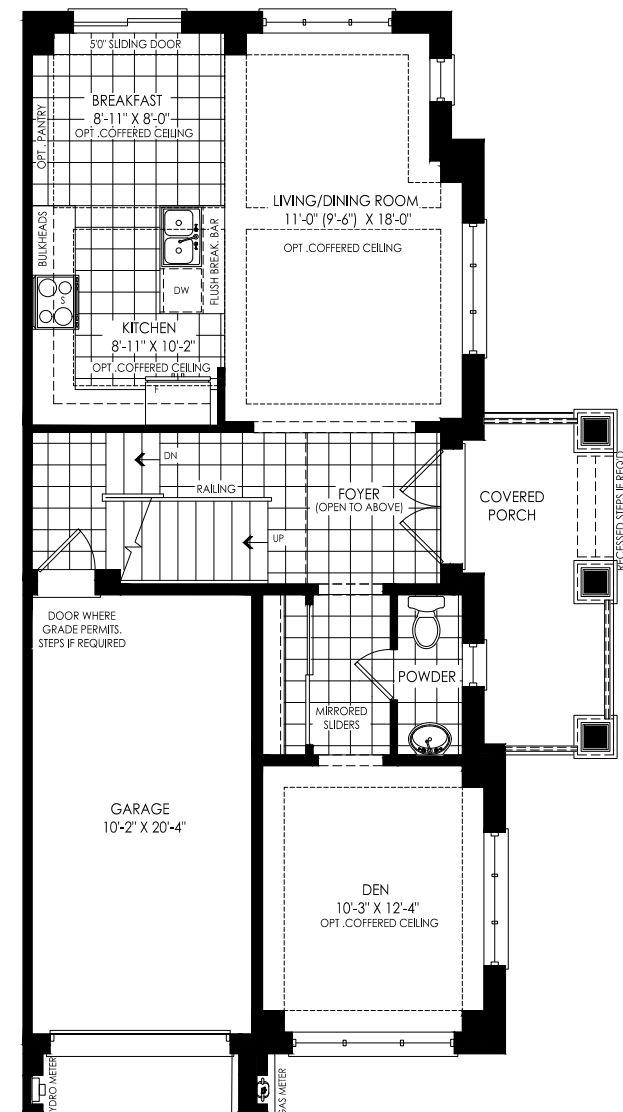 5'0" SLIDING DOOR
BREAKFAST
8'-11" X 8'-0"
OPT .COFFERED CEILING
OPT . PANTRY
LIVING/DINING ROOM
11'-0" (9'-6") X 18'-0"
OPT .COFFERED CEILING
BULKHEADS
FLUSH BREAK. BAR
DW
S
KITCHEN
8'-11" X 10'-2"
OPT .COFFERED CEILING
F
DN
RAILING
FOYER
(OPEN TO ABOVE)
UP
COVERED
PORCH
RECESSED STEPS IF REQ'D
DOOR WHERE
GRADE PERMITS.
STEPS IF REQUIRED
POWDER
MIRRORED
SLIDERS
GARAGE
10'-2" X 20'-4"
DEN
10'-3" X 12'-4"
OPT .COFFERED CEILING
HYDRO METER
GAS METER